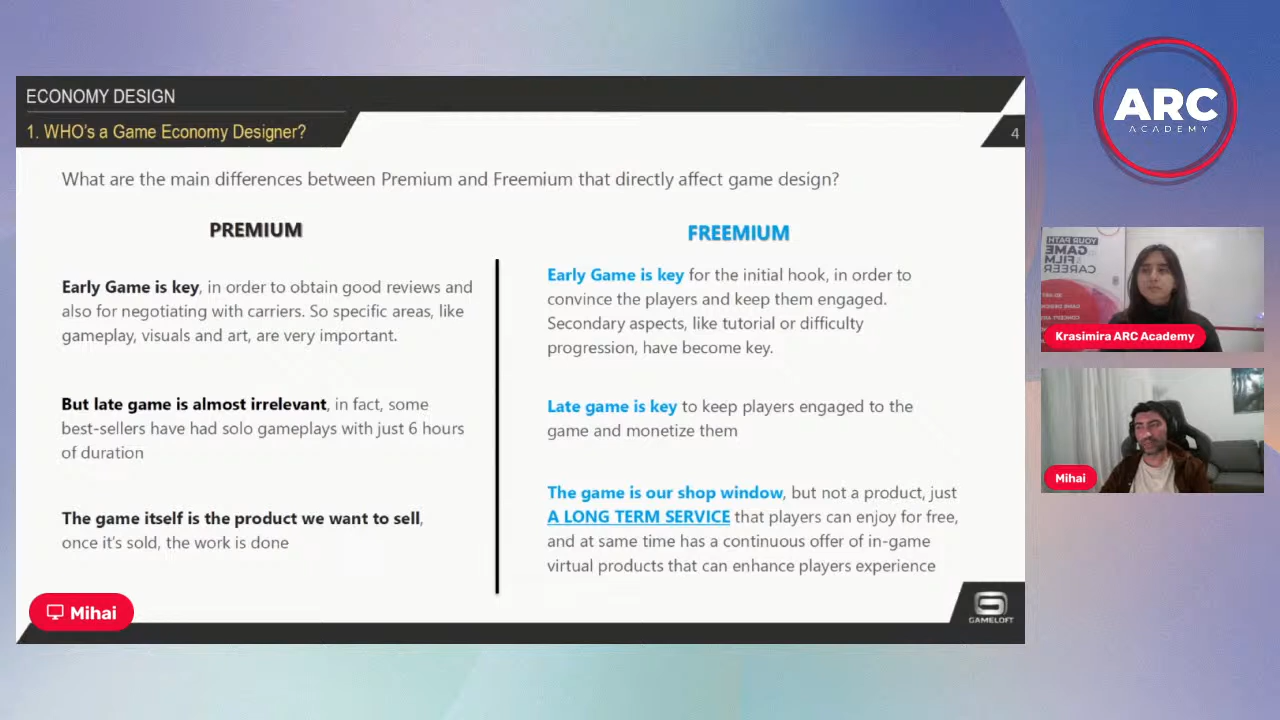 ECONOMY DESIGN
1. WHO's a Game Economy Designer?
4
What are the main differences between Premium and Freemium that directly affect game design?
PREMIUM
Early Game is key, in order to obtain good reviews and
also for negotiating with carriers. So specific areas, like
gameplay, visuals and art, are very important.
But late game is almost irrelevant, in fact, some
best-sellers have had solo gameplays with just 6 hours
of duration
The game itself is the product we want to sell,
once it's sold, the work is done
FREEMIUM
Early Game is key for the initial hook, in order to
convince the players and keep them engaged.
Secondary aspects, like tutorial or difficulty
progression, have become key.
Late game is key to keep players engaged to the
game and monetize them
The game is our shop window, but not a product, just
A LONG TERM SERVICE that players can enjoy for free,
and at same time has a continuous offer of in-game
virtual products that can enhance players experience
GAMELOFT
Mihai
ARC
ACADEMY
YOUR PATH
GAME
& FILM
CAREER
Krasimira ARC Academy
Mihai